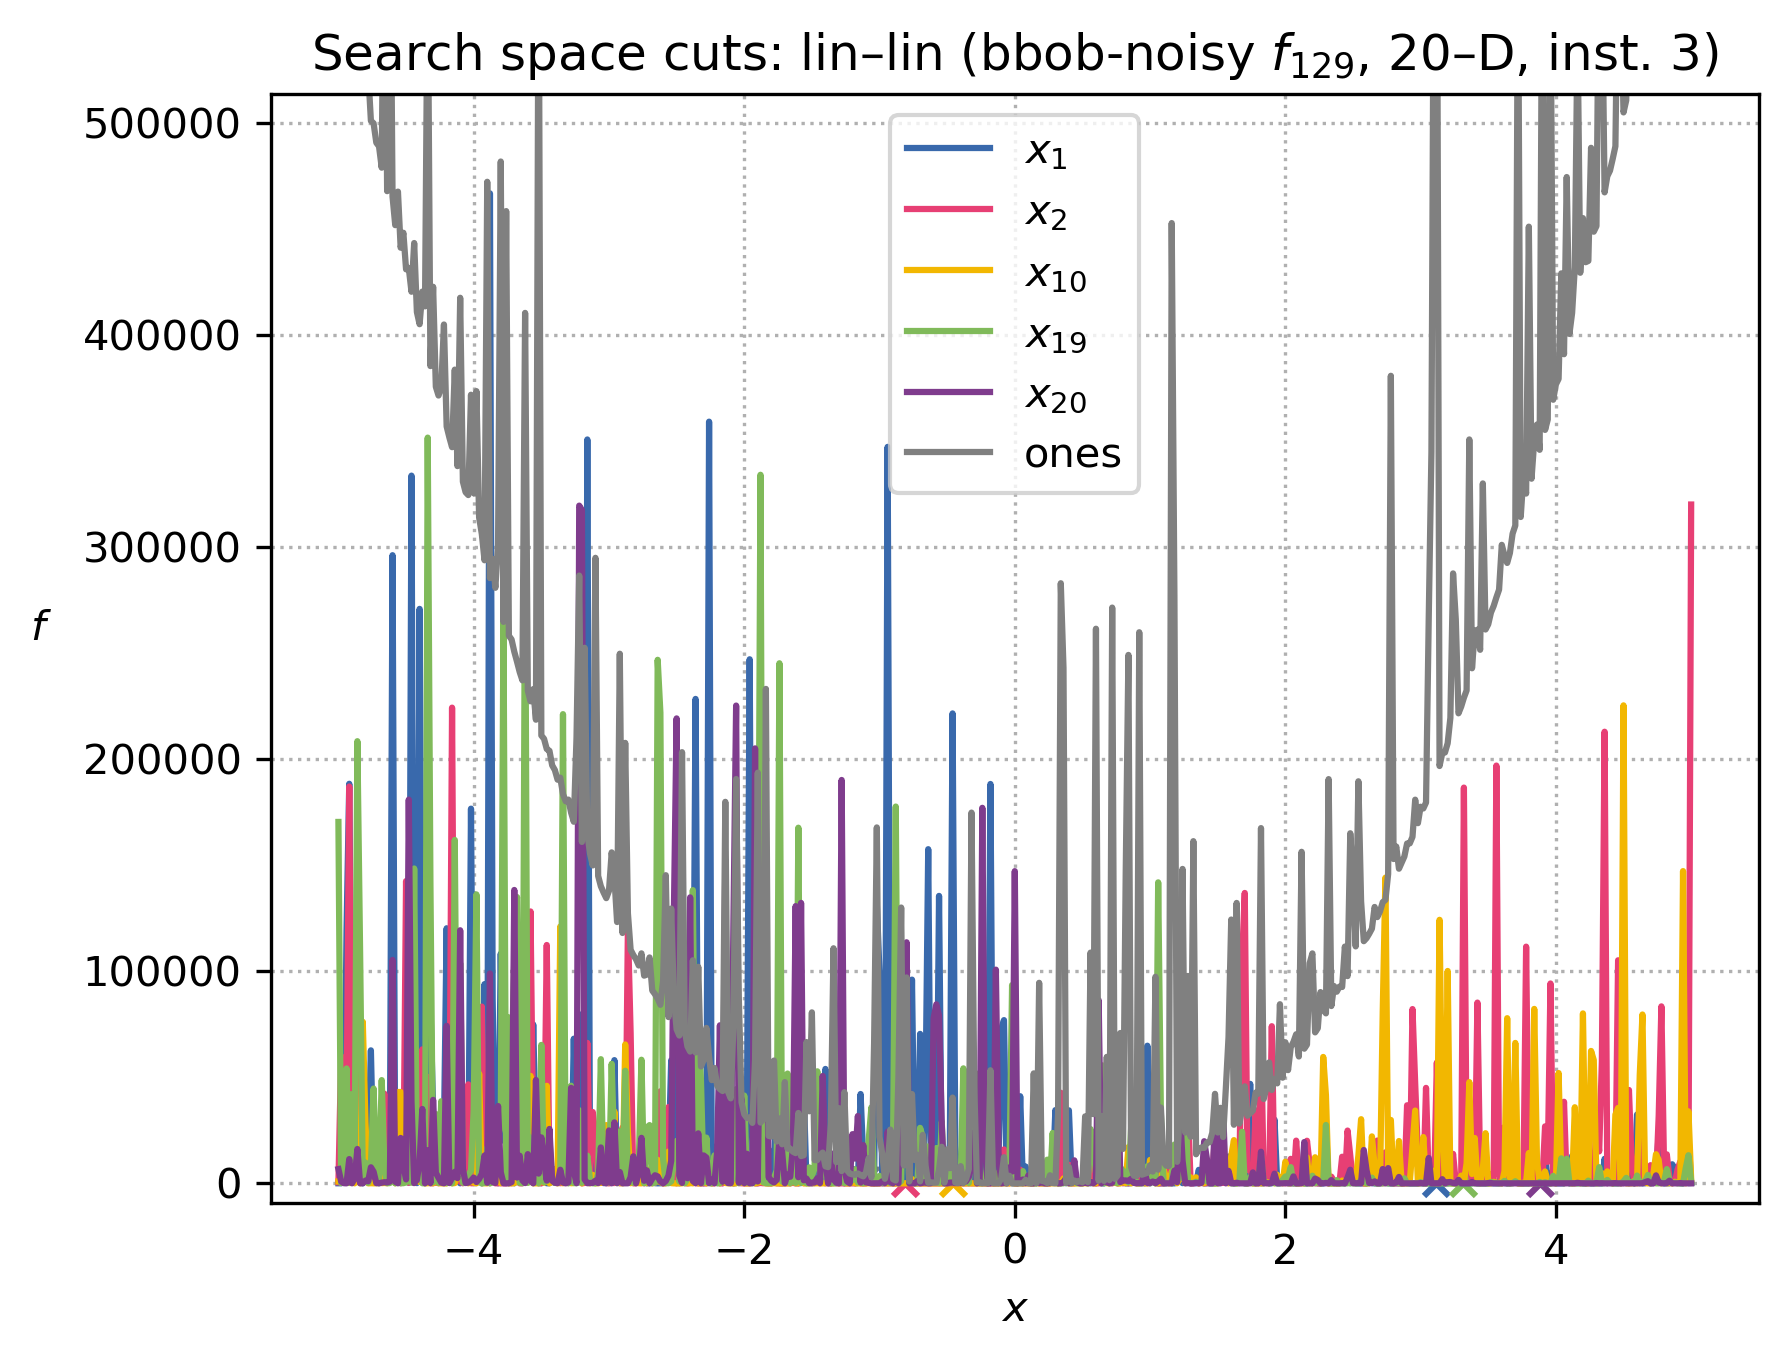 Search space cuts: lin–lin (bbob-noisy f129, 20–D, inst. 3)
500000
400000
300000
200000
100000
0
f
x1
x2
x10
x19
x20
ones
−4 −2 0 2 4
x